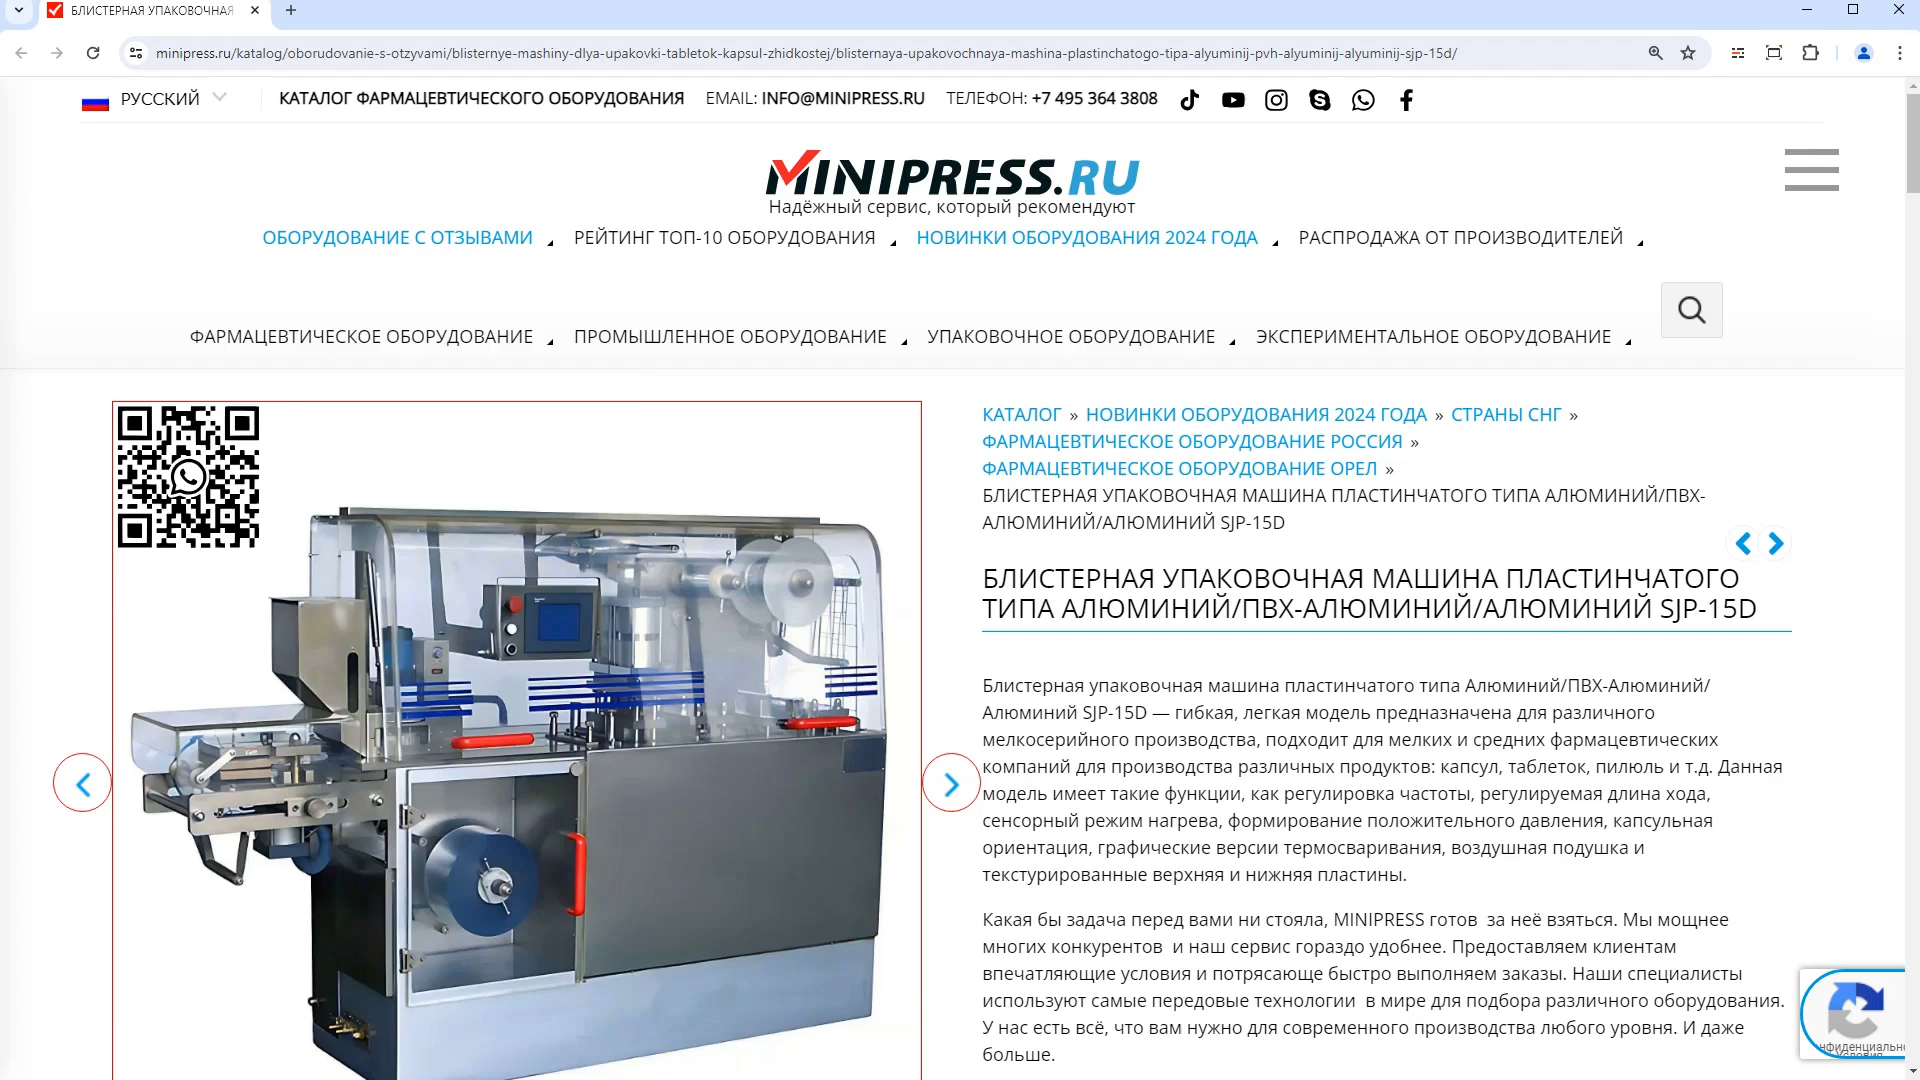 БЛИСТЕРНАЯ УПАКОВОЧНАЯ
minipress.ru/katalog/oborudovanie-s-otzyvami/blisternye-mashiny-dlya-upakovki-tabletok-kapsul-zhidkostej/blisternaya-upakovochnaya-mashina-plastinchatogo-tipa-alyuminij-pvh-alyuminij-alyuminij-sjp-15d/
РУССКИЙ КАТАЛОГ ФАРМАЦЕВТИЧЕСКОГО ОБОРУДОВАНИЯ EMAIL: INFO@MINIPRESS.RU ТЕЛЕФОН: +7 495 364 3808
MINIPRESS.RU
Надёжный сервис, который рекомендуют
ОБОРУДОВАНИЕ С ОТЗЫВАМИ РЕЙТИНГ ТОП-10 ОБОРУДОВАНИЯ НОВИНКИ ОБОРУДОВАНИЯ 2024 ГОДА РАСПРОДАЖА ОТ ПРОИЗВОДИТЕЛЕЙ
ФАРМАЦЕВТИЧЕСКОЕ ОБОРУДОВАНИЕ ПРОМЫШЛЕННОЕ ОБОРУДОВАНИЕ УПАКОВОЧНОЕ ОБОРУДОВАНИЕ ЭКСПЕРИМЕНТАЛЬНОЕ ОБОРУДОВАНИЕ
КАТАЛОГ » НОВИНКИ ОБОРУДОВАНИЯ 2024 ГОДА » СТРАНЫ СНГ »
ФАРМАЦЕВТИЧЕСКОЕ ОБОРУДОВАНИЕ РОССИЯ »
ФАРМАЦЕВТИЧЕСКОЕ ОБОРУДОВАНИЕ ОРЕЛ »
БЛИСТЕРНАЯ УПАКОВОЧНАЯ МАШИНА ПЛАСТИНЧАТОГО ТИПА АЛЮМИНИЙ/ПВХ-
АЛЮМИНИЙ/АЛЮМИНИЙ SJP-15D
БЛИСТЕРНАЯ УПАКОВОЧНАЯ МАШИНА ПЛАСТИНЧАТОГО
ТИПА АЛЮМИНИЙ/ПВХ-АЛЮМИНИЙ/АЛЮМИНИЙ SJP-15D
Блистерная упаковочная машина пластинчатого типа Алюминий/ПВХ-Алюминий/
Алюминий SJP-15D — гибкая, легкая модель предназначена для различного
мелкосерийного производства, подходит для мелких и средних фармацевтических
компаний для производства различных продуктов: капсул, таблеток, пилюль и т.д. Данная
модель имеет такие функции, как регулировка частоты, регулируемая длина хода,
сенсорный режим нагрева, формирование положительного давления, капсульная
ориентация, графические версии термосваривания, воздушная подушка и
текстурированные верхняя и нижняя пластины.
Какая бы задача перед вами ни стояла, MINIPRESS готов за неё взяться. Мы мощнее
многих конкурентов и наш сервис гораздо удобнее. Предоставляем клиентам
впечатляющие условия и потрясающе быстро выполняем заказы. Наши специалисты
используют самые передовые технологии в мире для подбора различного оборудования.
У нас есть всё, что вам нужно для современного производства любого уровня. И даже
больше.